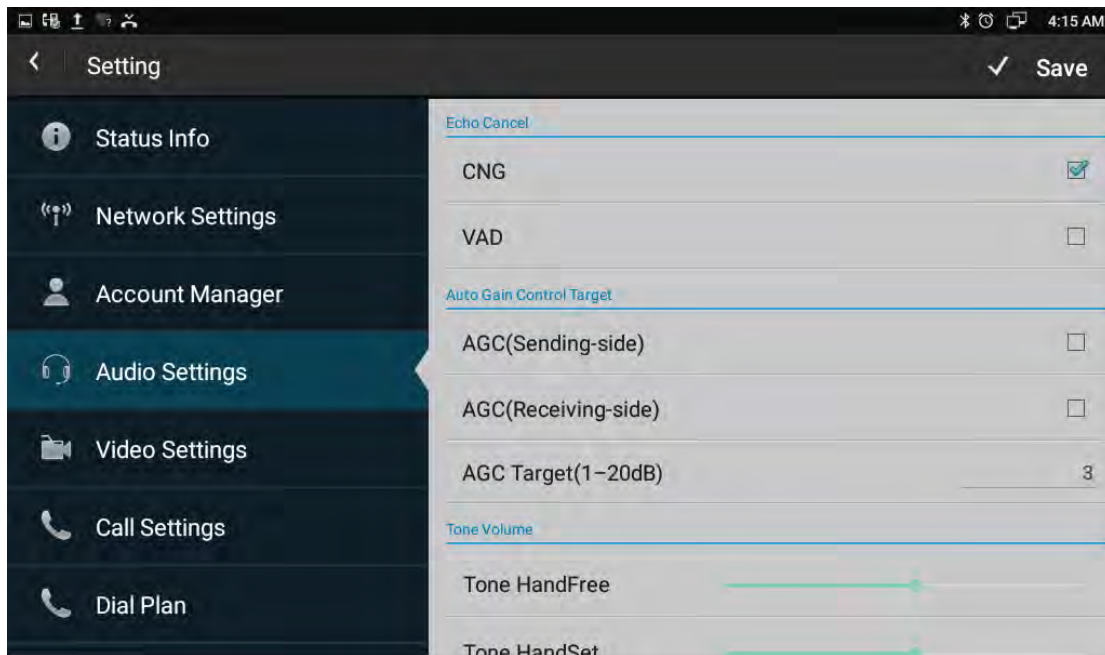 4:15 AM
Setting
Save
Status Info
Network Settings
Account Manager
Audio Settings
Video Settings
Call Settings
Dial Plan
Echo Cancel
CNG
VAD
Auto Gain Control Target
AGC(Sending-side)
AGC(Receiving-side)
AGC Target(1–20dB)
3
Tone Volume
Tone HandFree
Tone HandSet